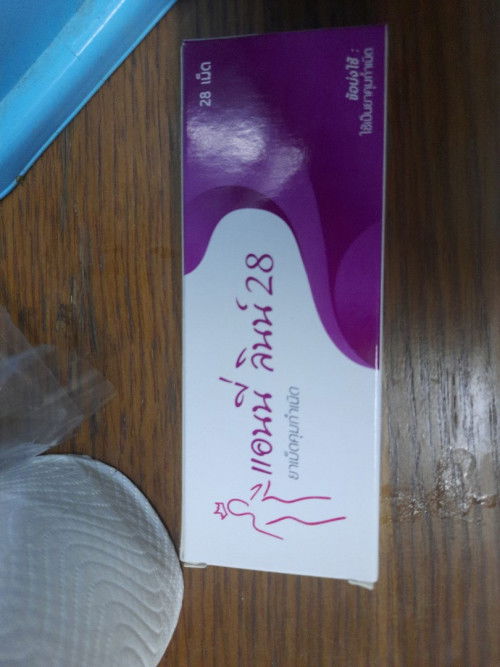 28 เม็ด
ข้อบ่งใช้ :
ใช้เป็นยาคุมกำเนิด
แอนนี่ ลินน์ 28
ยาเม็ดคุมกำเนิด